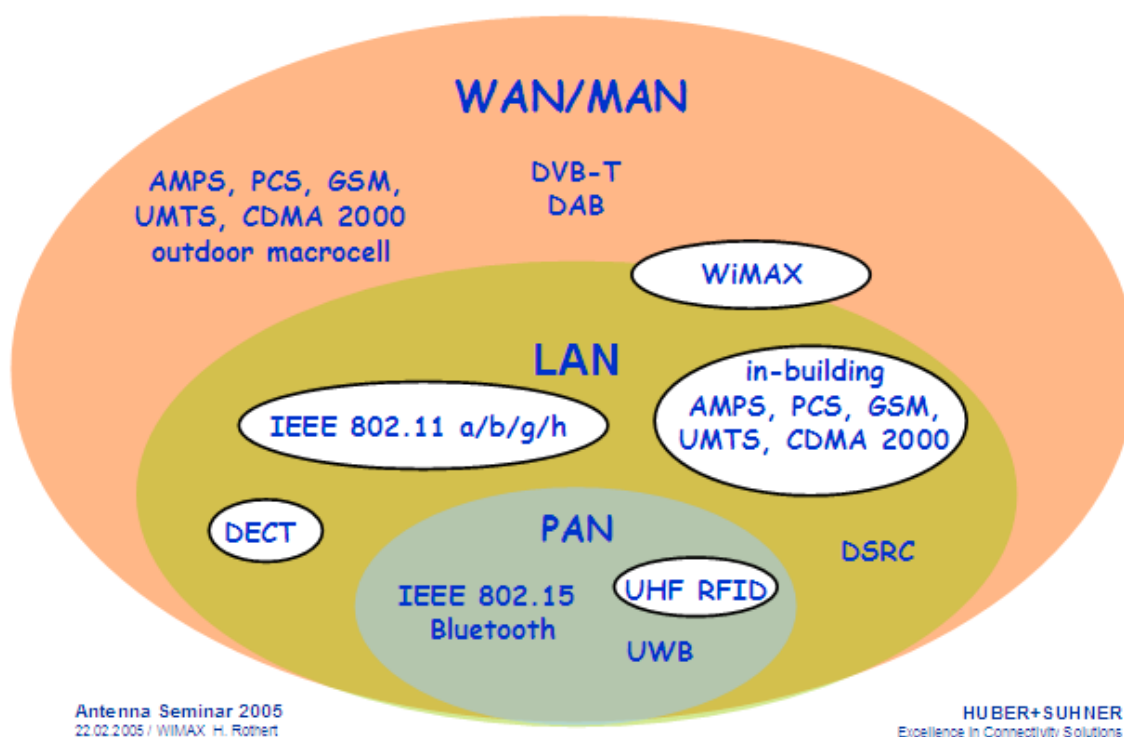 WAN/MAN
AMPS, PCS, GSM,
UMTS, CDMA 2000
outdoor macrocell
DVB-T
DAB
WiMAX
LAN
IEEE 802.11 a/b/g/h
in-building
AMPS, PCS, GSM,
UMTS, CDMA 2000
DECT
PAN
DSRC
IEEE 802.15
Bluetooth
UHF RFID
UWB
Antenna Seminar 2005
22.02.2005 / WIMAX H. Rothert
HUBER+SUHNER
Excellence in Connectivity Solutions